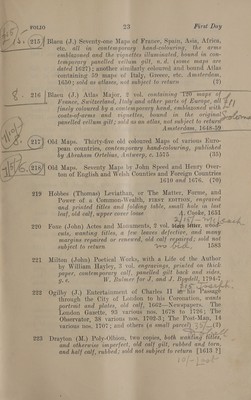 FOLIO 23 First Day
215 Blaeu (J.) Seventy-one Maps of France, Spain, Asia, Africa,
etc. all in contemporary hand-colouring, the arms
emblazoned and the vignettes illuminated, bound in con-
temporary panelled vellum gilt, n. d. (some maps are
dated 1627); another similarly coloured and bound Atlas
containing 59 maps of Italy, Greece, etc. Amsterdam,
1650; sold as atlases, not subject to return (2)
216 Blaeu (J.) Atlas Major, 2 vol. containing 120 maps of
France, Switzerland, Italy and other parts of Europe, all
finely coloured by a contemporary hand, emblazoned with
coats-of-arms and vignettes, bound in the original
panelled vellum gilt; sold as an atlas, not subject to return
Amsterdam, 1648-59
217 Old Maps. Thirty-five old coloured Maps of various Euro-
pean countries, contemporary hand-colouring, published
by Abraham Ortelius, Antwerp, c. 1575 (35)
218 Old Maps. Seventy Maps by John Speed and Henry Over-
ton of English and Welsh Counties and Foreign Countries
1610 and 1676. (70)
219 Hobbes (Thomas) Leviathan, or The Matter, Forme, and
Power of a Common-Wealth, FIRST EDITION, engraved
and printed titles and folding table, small hole in last
leaf, old calf, upper cover loose A. Cooke, 1651
220 Foxe (John) Actes and Monuments, 2 vol. black letter, wood-
cuts, wanting titles, a few leaves defective, and many
margins repaired or renewed, old calf repaired; sold not
subject to return 1583
221 Milton (John) Poetical Works, with a Life of the Author
by William Hayley, 3 vol. engravings, printed on thick
paper, contemporary calf, panelled gilt back and sides,
y. e. W. Bulmer for J. and J. Boydell, 1794-7
222 Ogilby (J.) Entertainment of Charles II in his Passage
through the City of London to his Coronation, wants
portrait and plates, old calf, 1662—Newspapers. The
London Gazette, 95 various nos. 1678 to 1726; The
Observator, 38 various nos. 1702-3; The Post-Man, 14
various nos. 1707; and others (a small parcel) (2)
223 Drayton (M.) Poly-Olbion, two copies, both wanting titles,
and otherwise imperfect, old calf gilt, rubbed and torn,
and half calf, rubbed; sold not subject to return [1613 ?]